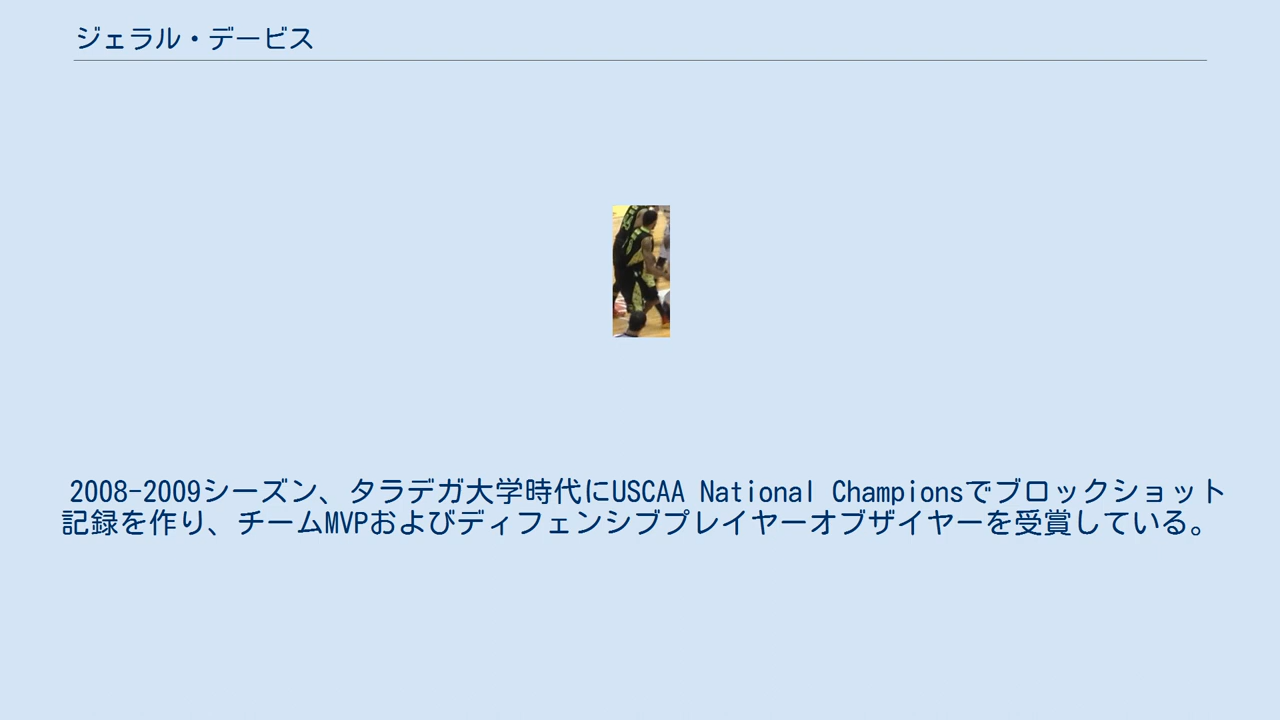 ジェラル・デービス
2008-2009シーズン、タラデガ大学時代にUSCAA National Championsでブロックショット
記録を作り、チームMVPおよびディフェンシブプレイヤーオブザイヤーを受賞している。